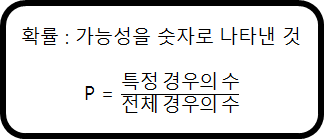 확률 : 가능성을 숫자로 나타낸 것
P = 특정 경우의 수
전체 경우의 수